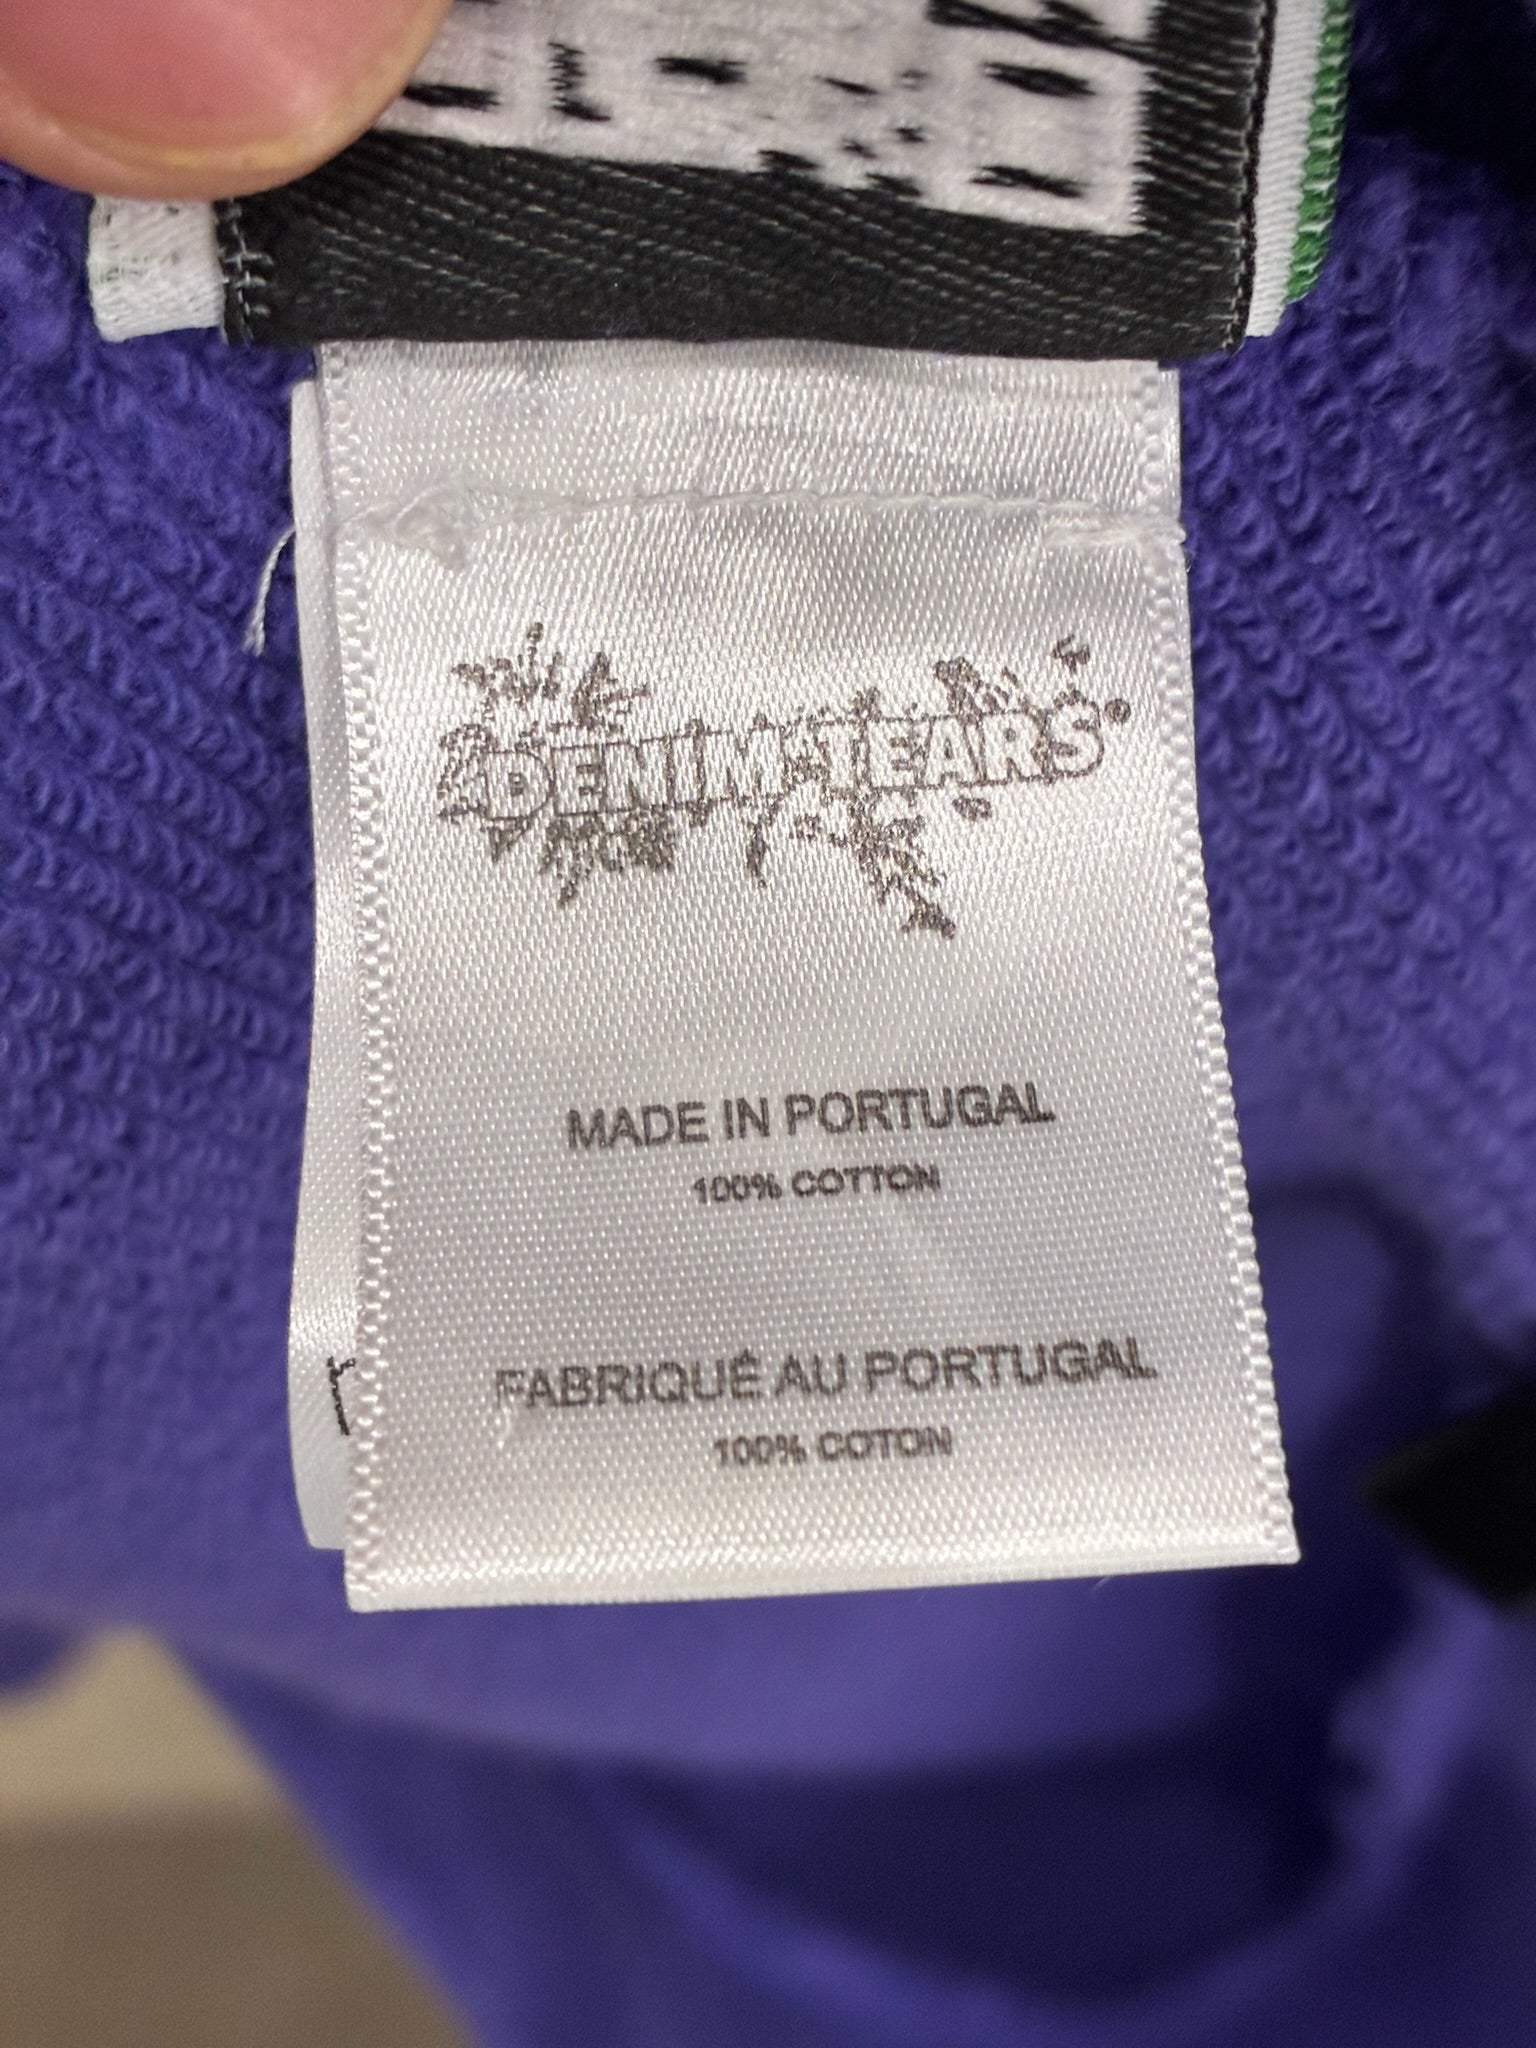 DENIM TEARS®
MADE IN PORTUGAL
100% COTTON
FABRIQUÉ AU PORTUGAL
100% COTON